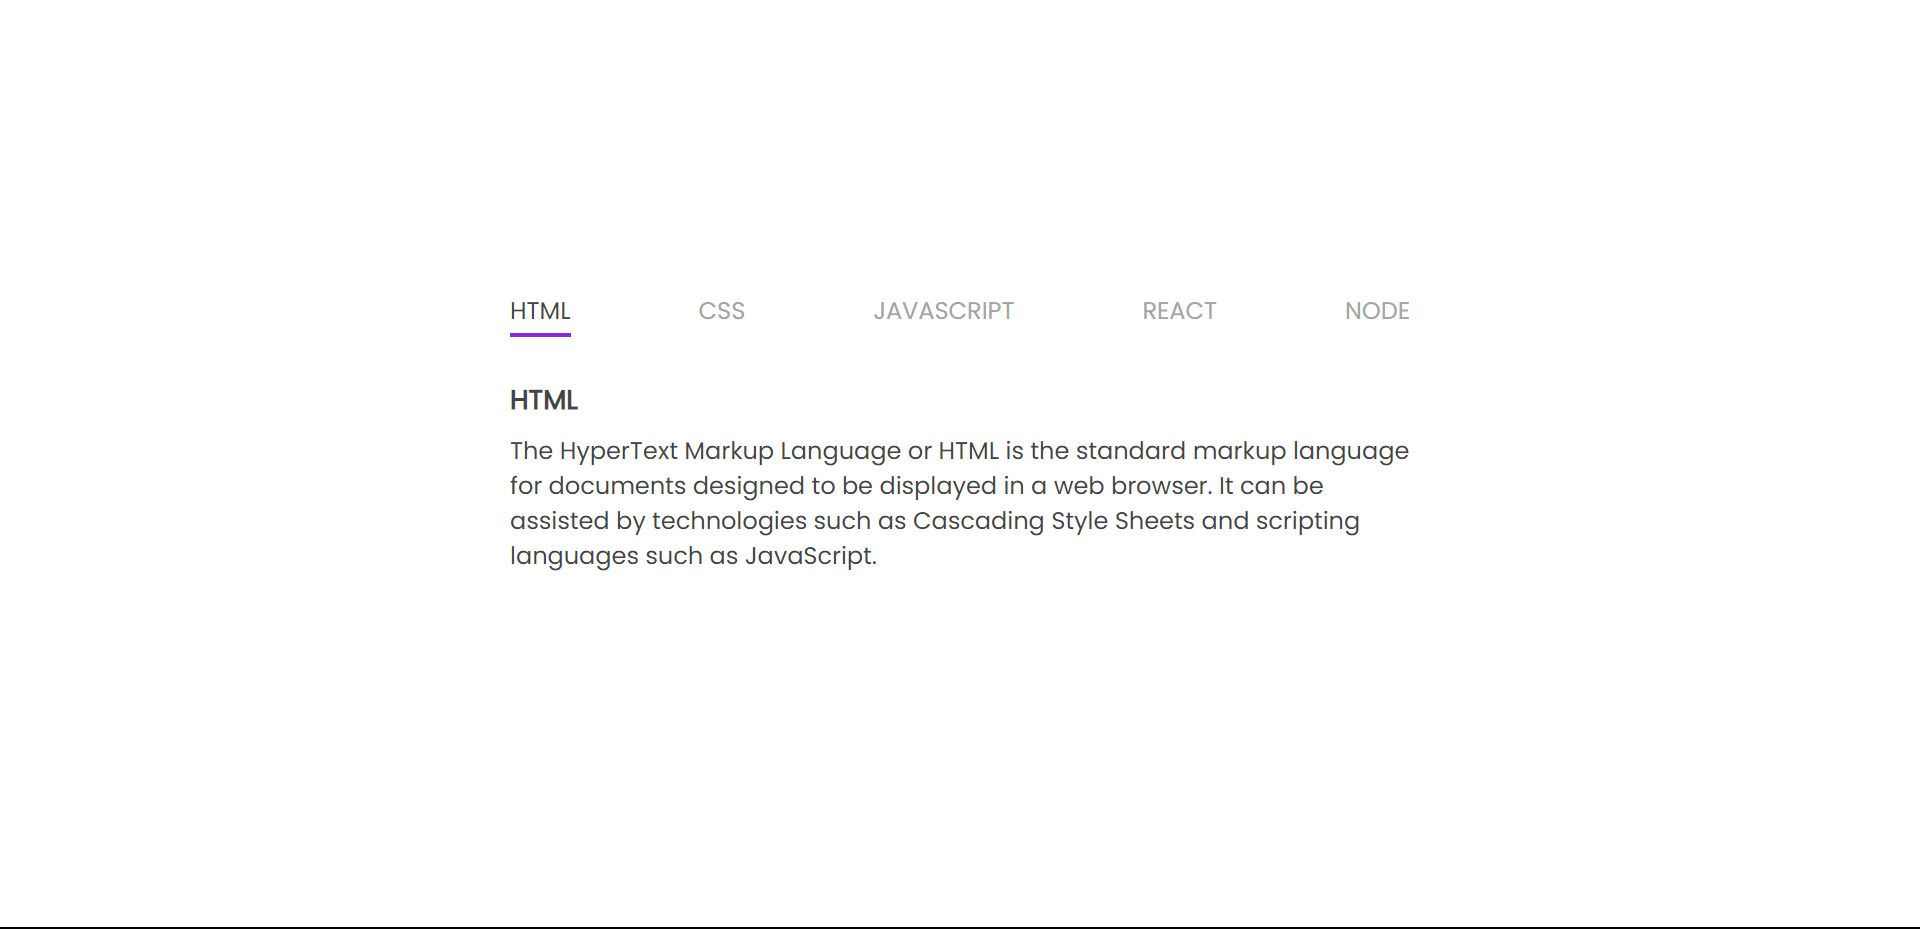 HTML CSS JAVASCRIPT REACT NODE
HTML
The HyperText Markup Language or HTML is the standard markup language
for documents designed to be displayed in a web browser. It can be
assisted by technologies such as Cascading Style Sheets and scripting
languages such as JavaScript.